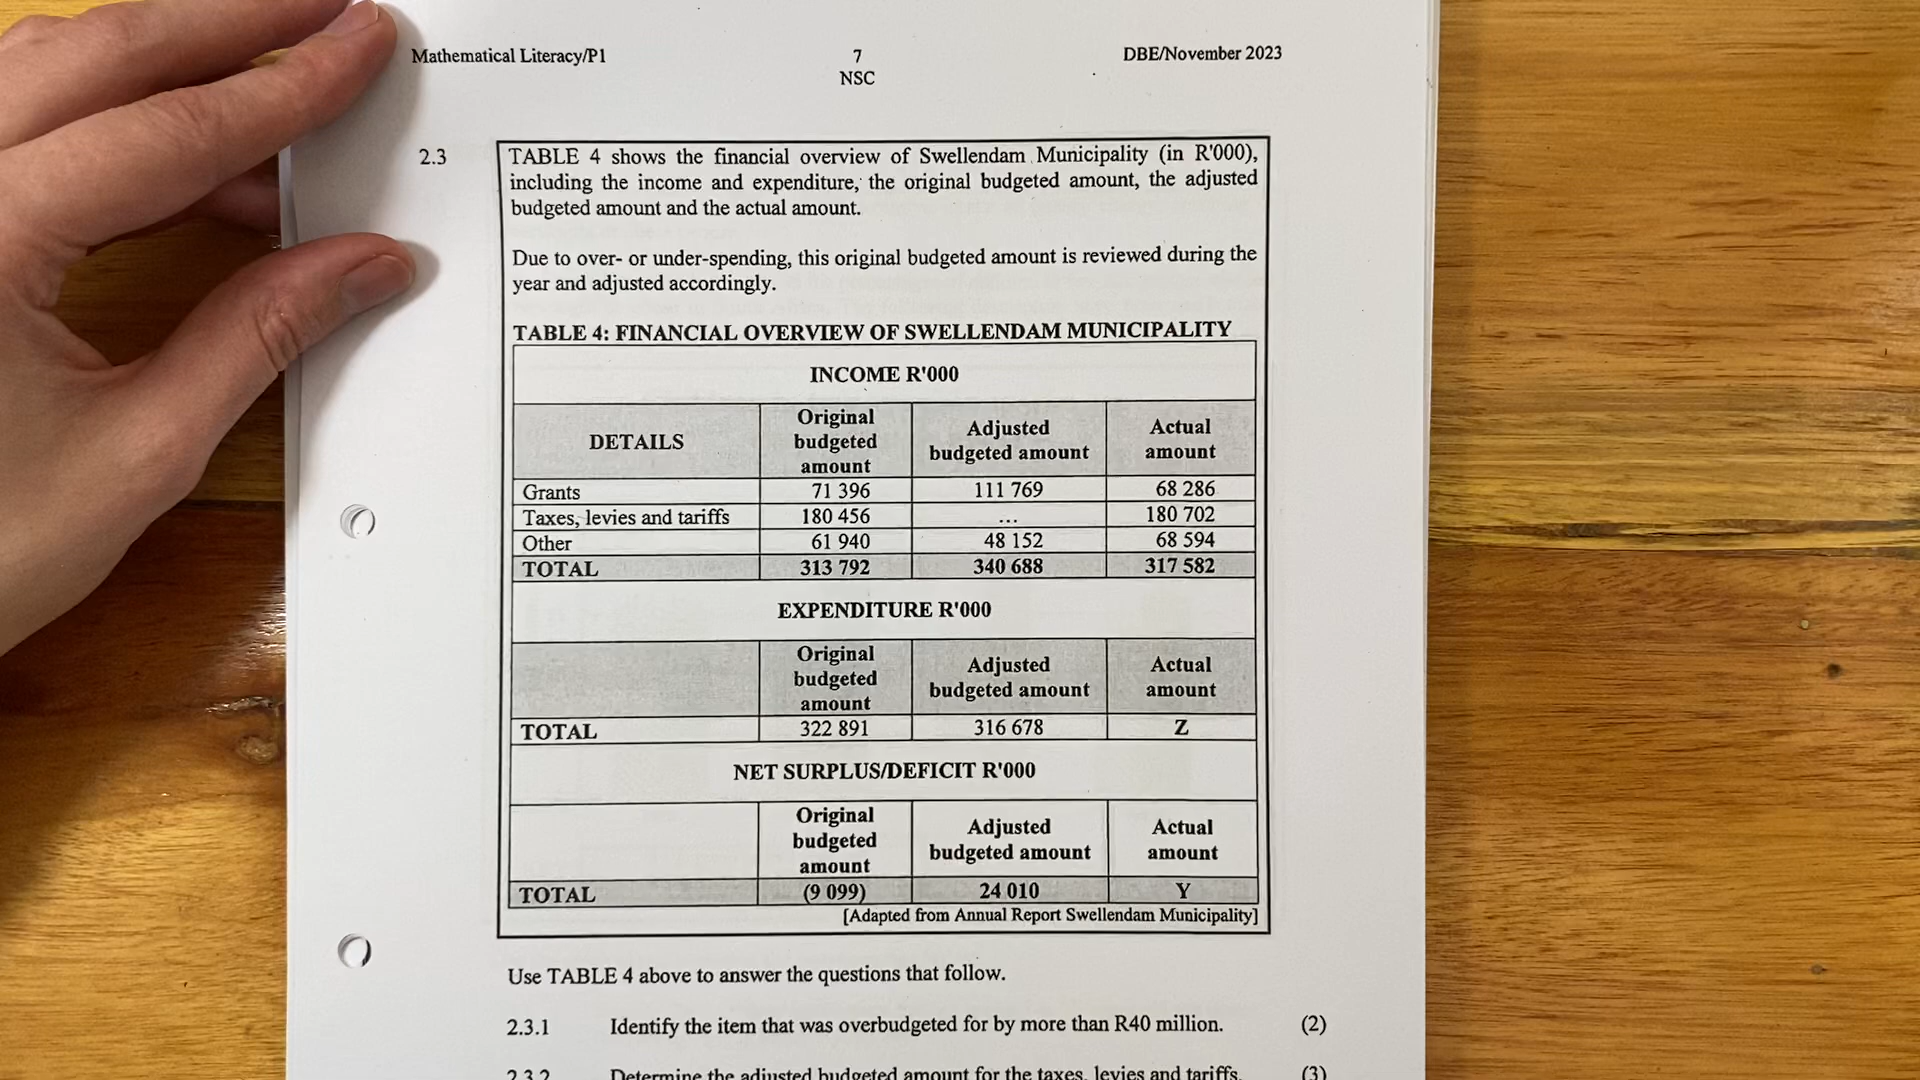 Mathematical Literacy/P1 7 DBE/November 2023
NSC
2.3 TABLE 4 shows the financial overview of Swellendam Municipality (in R'000),
including the income and expenditure, the original budgeted amount, the adjusted
budgeted amount and the actual amount.
Due to over- or under-spending, this original budgeted amount is reviewed during the
year and adjusted accordingly.
TABLE 4: FINANCIAL OVERVIEW OF SWELLENDAM MUNICIPALITY
INCOME R'000
DETAILS Original budgeted amount Adjusted budgeted amount Actual amount
Grants 71 396 111 769 68 286
Taxes, levies and tariffs 180 456 ... 180 702
Other 61 940 48 152 68 594
TOTAL 313 792 340 688 317 582
EXPENDITURE R'000
Original budgeted amount Adjusted budgeted amount Actual amount
TOTAL 322 891 316 678 Z
NET SURPLUS/DEFICIT R'000
Original budgeted amount Adjusted budgeted amount Actual amount
TOTAL (9 099) 24 010 Y
[Adapted from Annual Report Swellendam Municipality]
Use TABLE 4 above to answer the questions that follow.
2.3.1 Identify the item that was overbudgeted for by more than R40 million. (2)
2.3.2 Determine the adjusted budgeted amount for the taxes, levies and tariffs. (3)